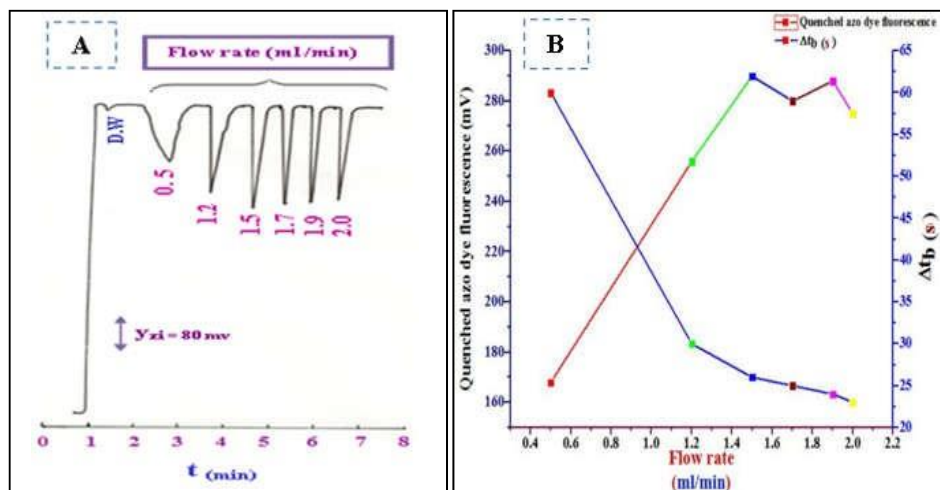 A
Flow rate (ml/min)
D.W
0.5
1.2
1.5
1.7
1.9
2.0
yzi = 80 mv
0 1 2 3 4 5 6 7 8
t (min)
B
Quenched azo dye fluorescence
Δtb (s)
Quenched azo dye fluorescence (mV)
300
280
260
240
220
200
180
160
65
60
55
50
45
40
35
30
25
20
Δtb (s)
0.4 0.6 0.8 1.0 1.2 1.4 1.6 1.8 2.0 2.2
Flow rate
(ml/min)